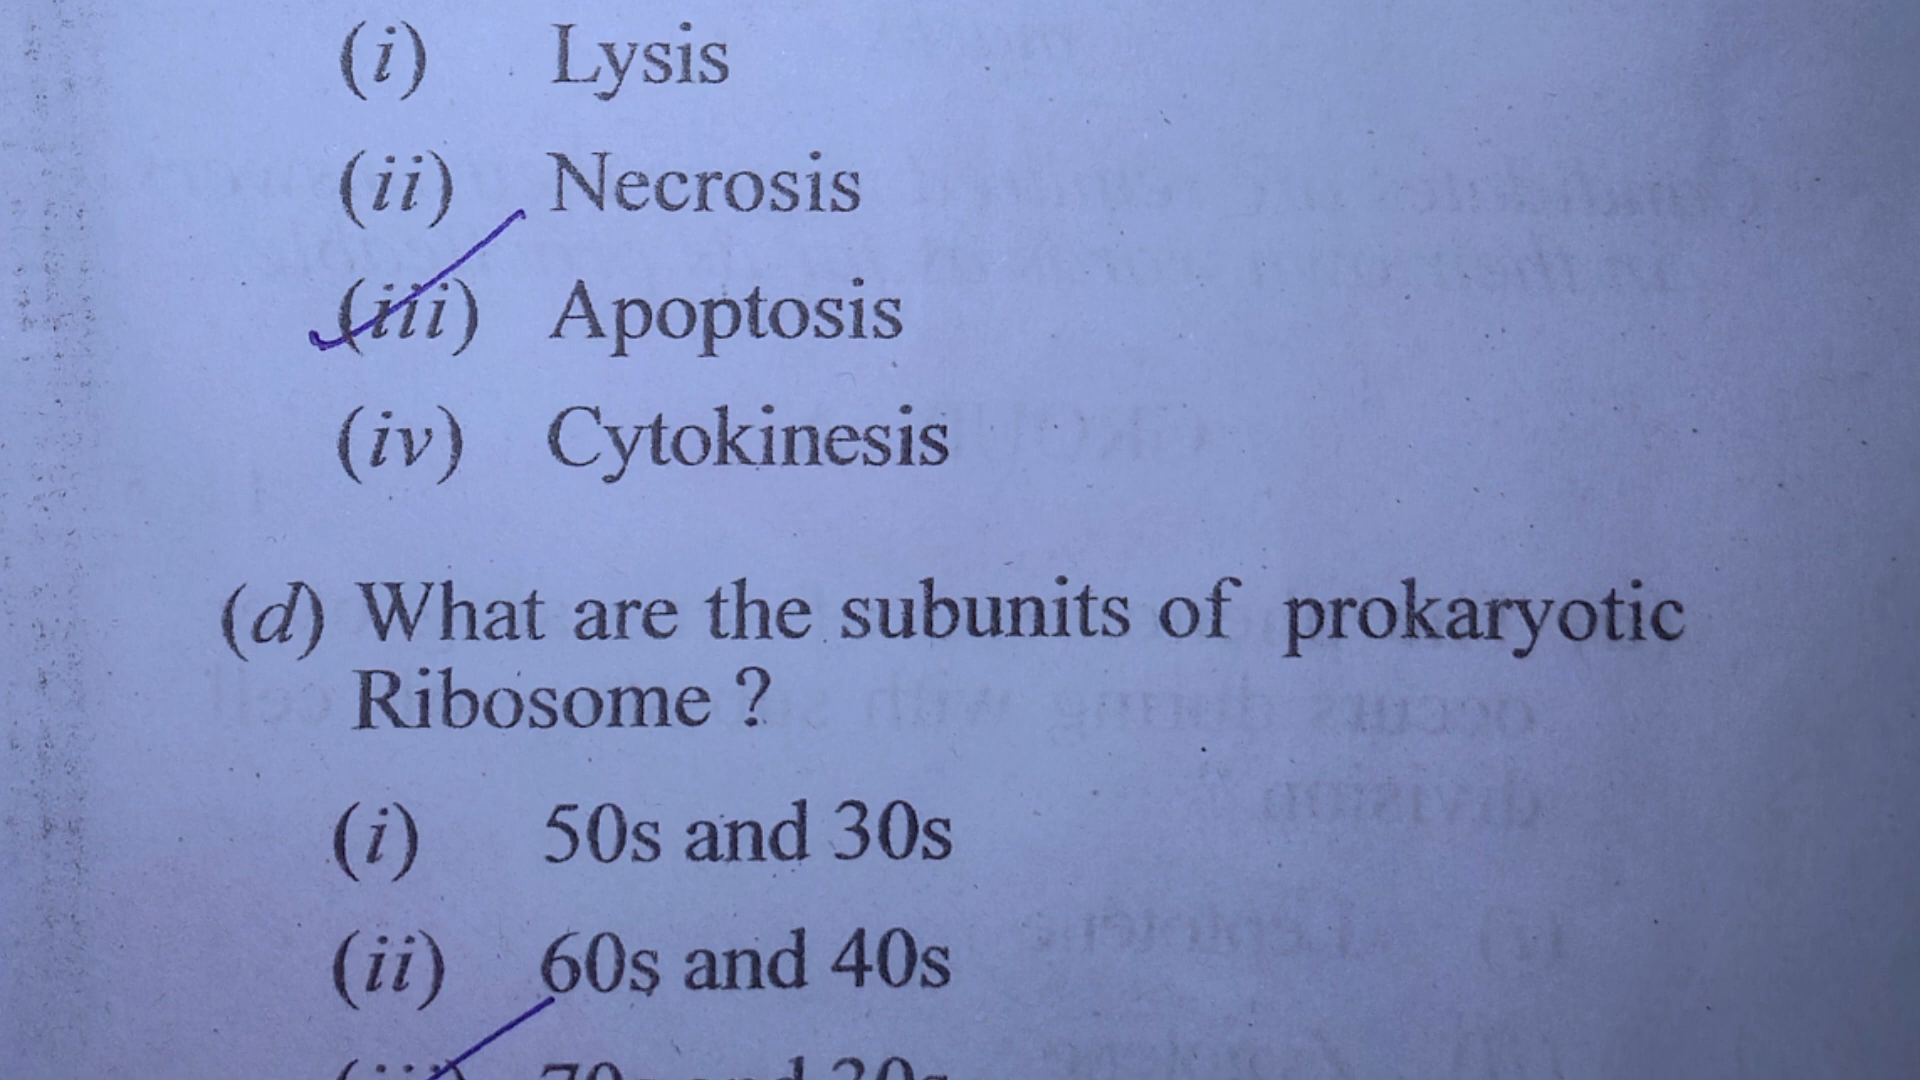 (i) Lysis
(ii) Necrosis
(iii) Apoptosis
(iv) Cytokinesis
(d) What are the subunits of prokaryotic
Ribosome ?
(i) 50s and 30s
(ii) 60s and 40s